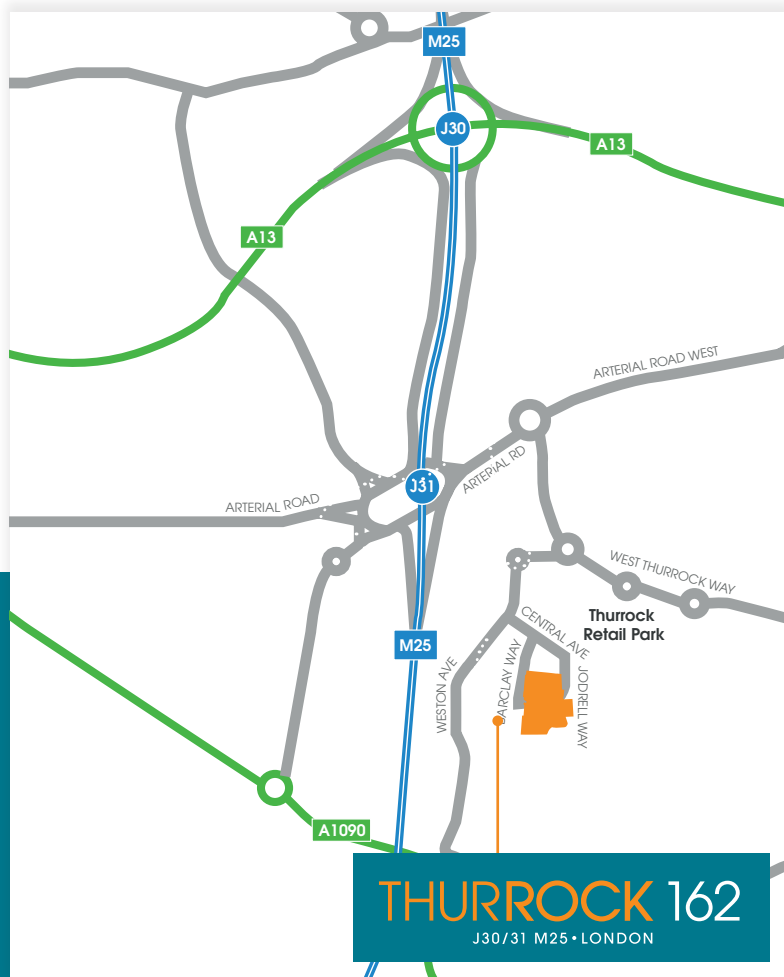 M25
J30
A13
A13
ARTERIAL ROAD WEST
ARTERIAL RD
J31
ARTERIAL ROAD
WEST THURROCK WAY
Thurrock
Retail Park
CENTRAL AVE
M25
BARCLAY WAY
WESTON AVE
JODRELL WAY
A1090
THURROCK 162
J30/31 M25 • LONDON